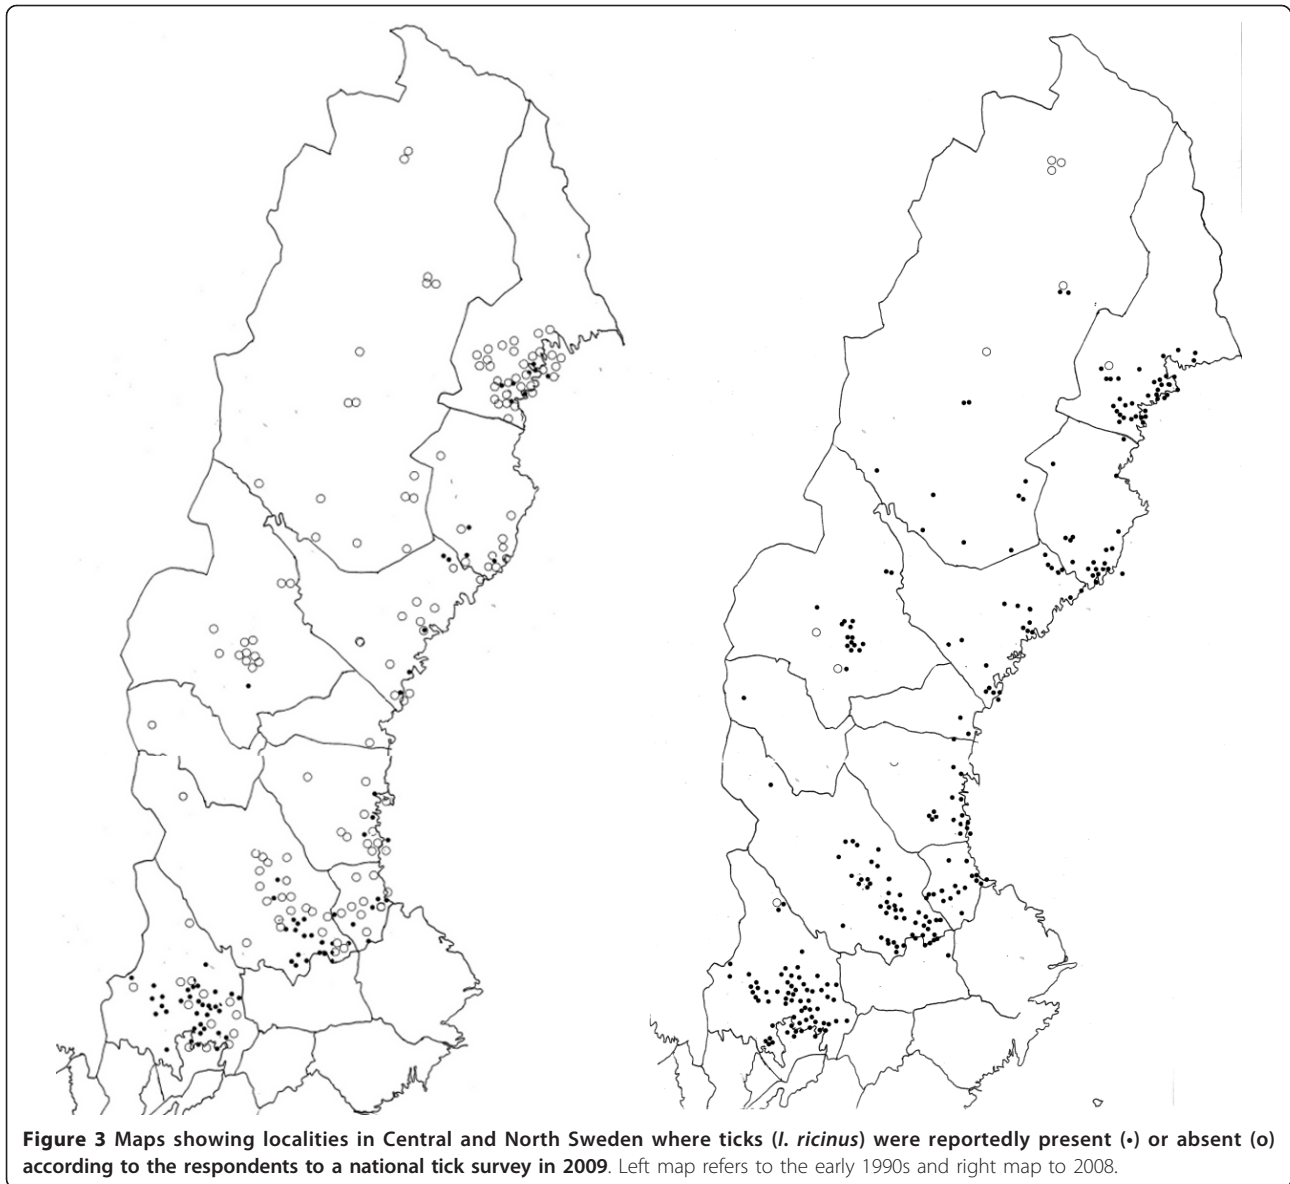 Figure 3 Maps showing localities in Central and North Sweden where ticks (I. ricinus) were reportedly present (•) or absent (o)
according to the respondents to a national tick survey in 2009. Left map refers to the early 1990s and right map to 2008.